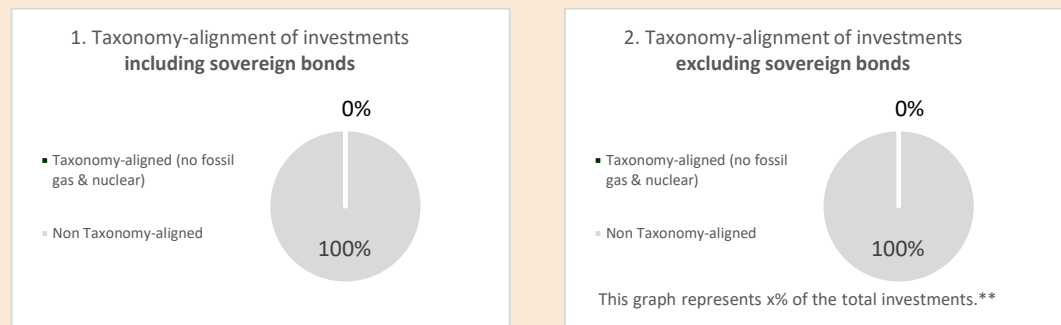 1. Taxonomy-alignment of investments
including sovereign bonds
0%
Taxonomy-aligned (no fossil
gas & nuclear)
Non Taxonomy-aligned
100%
2. Taxonomy-alignment of investments
excluding sovereign bonds
0%
Taxonomy-aligned (no fossil
gas & nuclear)
Non Taxonomy-aligned
100%
This graph represents x% of the total investments.**